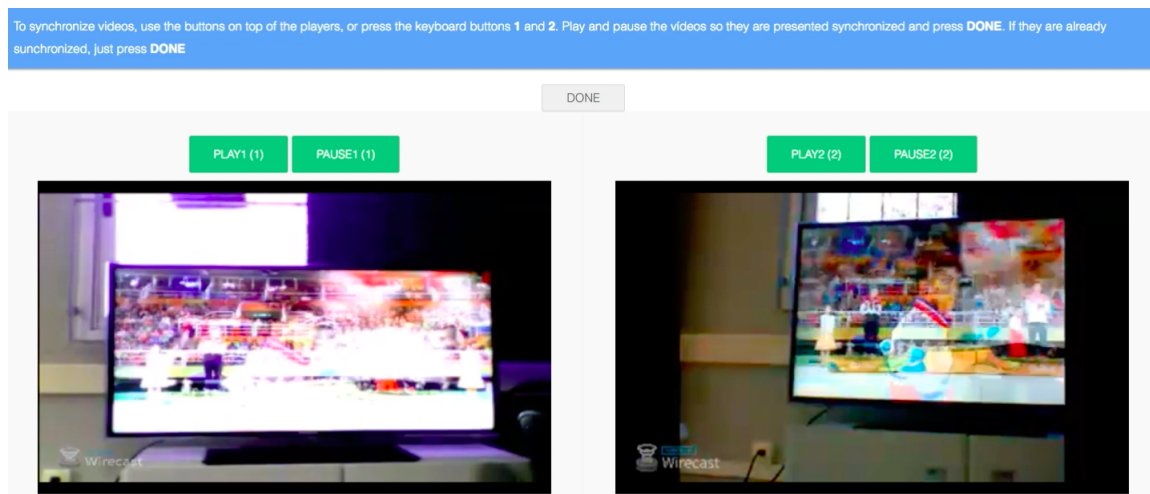 To synchronize videos, use the buttons on top of the players, or press the keyboard buttons 1 and 2. Play and pause the videos so they are presented synchronized and press DONE. If they are already
sunchronized, just press DONE
DONE
PLAY1 (1) PAUSE1 (1) PLAY2 (2) PAUSE2 (2)
Wirecast
Wirecast